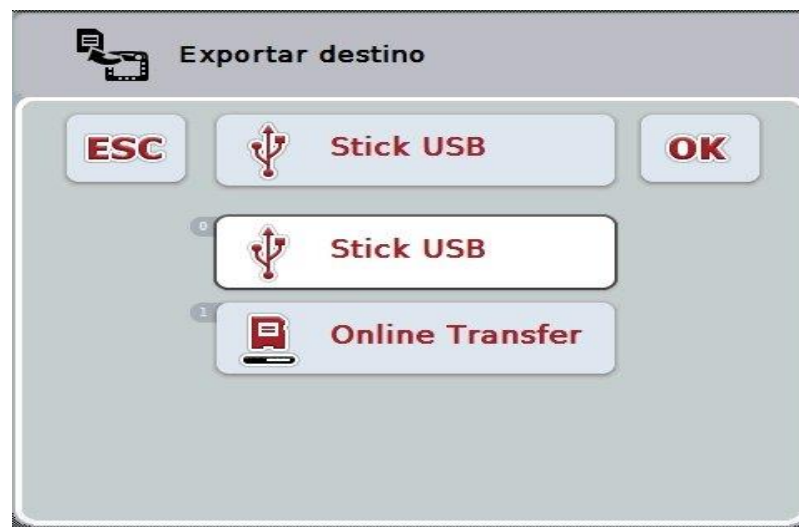 Exportar destino
ESC
Stick USB
OK
0
Stick USB
1
Online Transfer